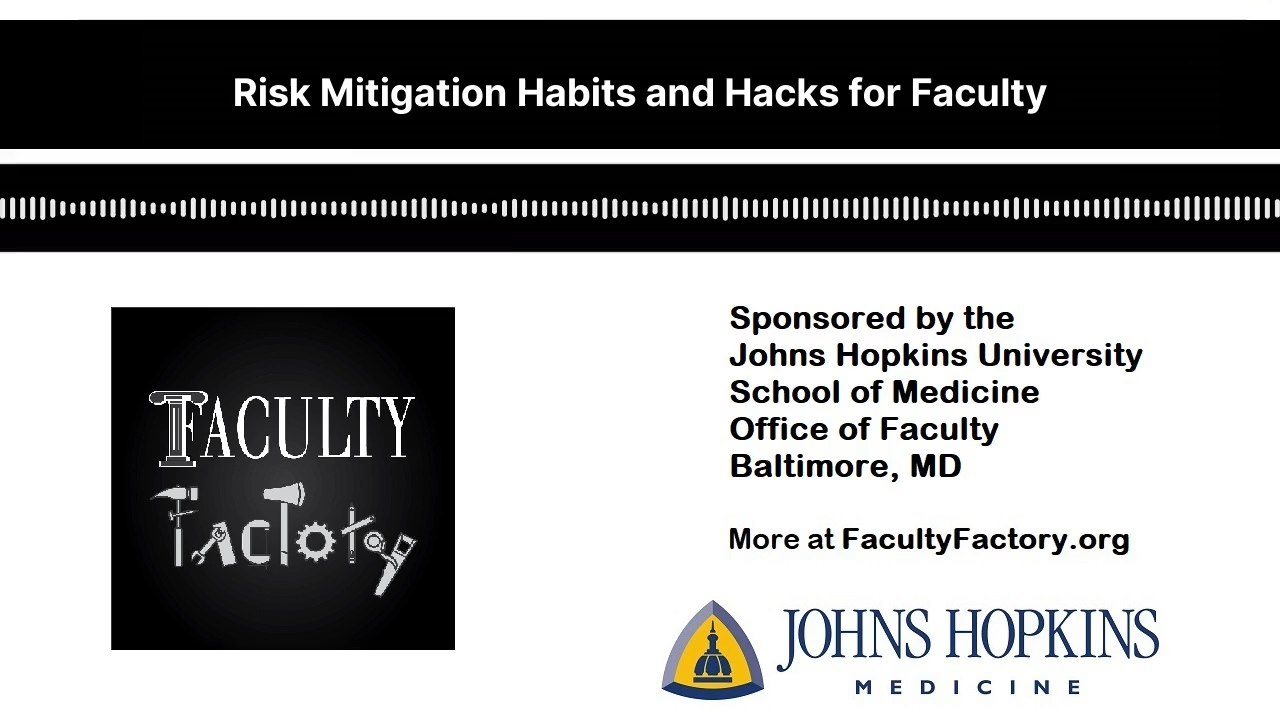 Risk Mitigation Habits and Hacks for Faculty
FACULTY
FACTORY
Sponsored by the
Johns Hopkins University
School of Medicine
Office of Faculty
Baltimore, MD
More at FacultyFactory.org
JOHNS HOPKINS
MEDICINE